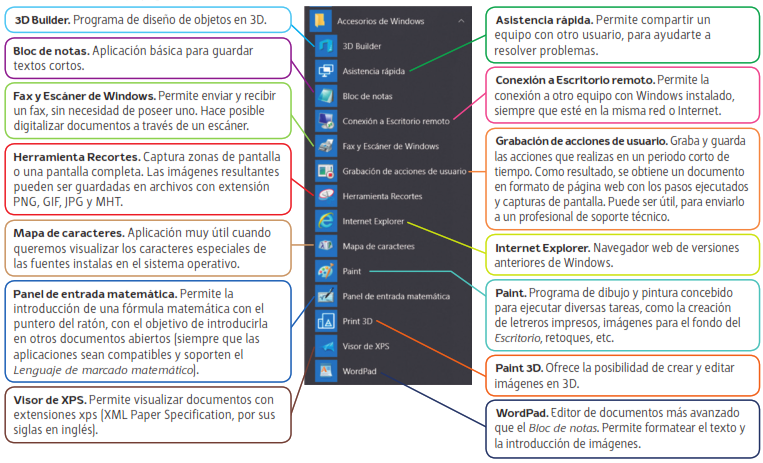 3D Builder. Programa de diseño de objetos en 3D.
Bloc de notas. Aplicación básica para guardar
textos cortos.
Fax y Escáner de Windows. Permite enviar y recibir
un fax, sin necesidad de poseer uno. Hace posible
digitalizar documentos a través de un escáner.
Herramienta Recortes. Captura zonas de pantalla
o una pantalla completa. Las imágenes resultantes
pueden ser guardadas en archivos con extensión
PNG, GIF, JPG y MHT.
Mapa de caracteres. Aplicación muy útil cuando
queremos visualizar los caracteres especiales de
las fuentes instalas en el sistema operativo.
Panel de entrada matemática. Permite la
introducción de una fórmula matemática con el
puntero del ratón, con el objetivo de introducirla
en otros documentos abiertos (siempre que las
aplicaciones sean compatibles y soporten el
Lenguaje de marcado matemático).
Visor de XPS. Permite visualizar documentos con
extensiones xps (XML Paper Specification, por sus
siglas en inglés).
Accesorios de Windows
3D Builder
Asistencia rápida
Bloc de notas
Conexión a Escritorio remoto
Fax y Escáner de Windows
Grabación de acciones de usuario
Herramienta Recortes
Internet Explorer
Mapa de caracteres
Paint
Panel de entrada matemática
Print 3D
Visor de XPS
WordPad
Asistencia rápida. Permite compartir un
equipo con otro usuario, para ayudarte a
resolver problemas.
Conexión a Escritorio remoto. Permite la
conexión a otro equipo con Windows instalado,
siempre que esté en la misma red o Internet.
Grabación de acciones de usuario. Graba y guarda
las acciones que realizas en un periodo corto de
tiempo. Como resultado, se obtiene un documento
en formato de página web con los pasos ejecutados
y capturas de pantalla. Puede ser útil, para enviarlo
a un profesional de soporte técnico.
Internet Explorer. Navegador web de versiones
anteriores de Windows.
Paint. Programa de dibujo y pintura concebido
para ejecutar diversas tareas, como la creación
de letreros impresos, imágenes para el fondo del
Escritorio, retoques, etc.
Paint 3D. Ofrece la posibilidad de crear y editar
imágenes en 3D.
WordPad. Editor de documentos más avanzado
que el Bloc de notas. Permite formatear el texto y
la introducción de imágenes.